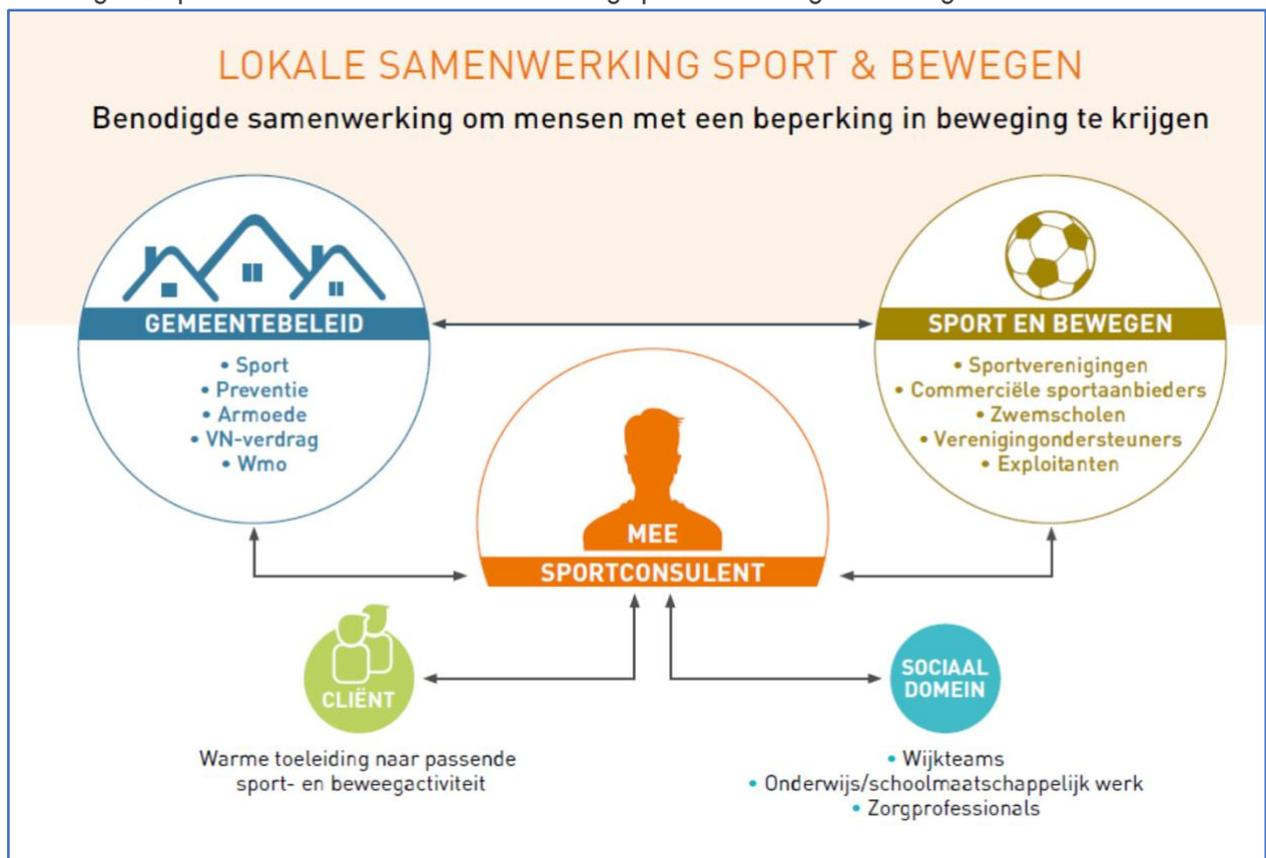 LOKALE SAMENWERKING SPORT & BEWEGEN
Benodigde samenwerking om mensen met een beperking in beweging te krijgen
GEMEENTEBELEID
• Sport
• Preventie
• Armoede
• VN-verdrag
• Wmo
SPORT EN BEWEGEN
• Sportverenigingen
• Commerciële sportaanbieders
• Zwemscholen
• Verenigingondersteuners
• Exploitanten
MEE
SPORTCONSULENT
CLIËNT
Warme toeleiding naar passende
sport- en beweegactiviteit
SOCIAAL
DOMEIN
• Wijkteams
• Onderwijs/schoolmaatschappelijk werk
• Zorgprofessionals